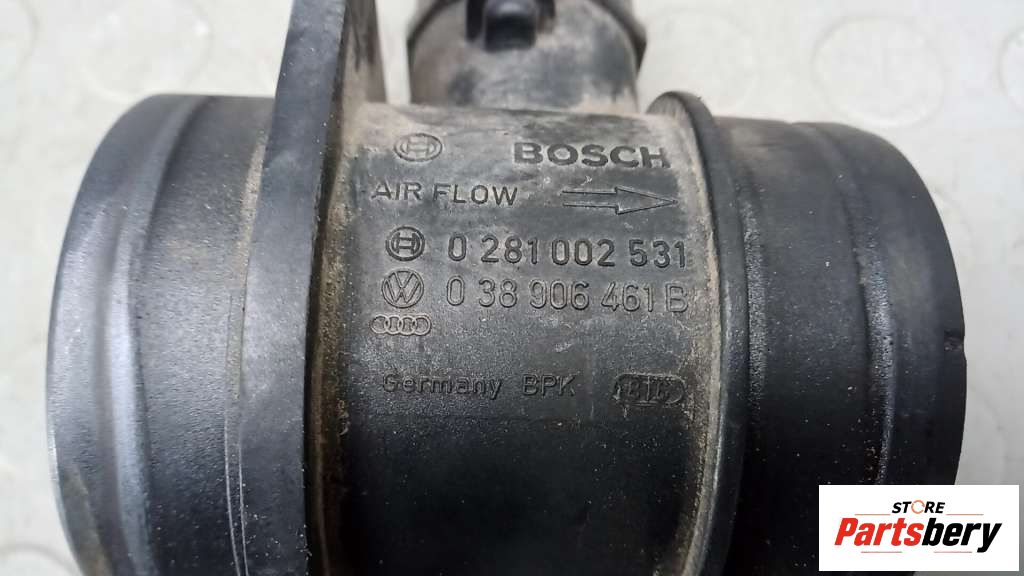 BOSCH
AIR FLOW
0 281 002 531
0 38 906 461 B
Germany BPK
STORE
Partsbery